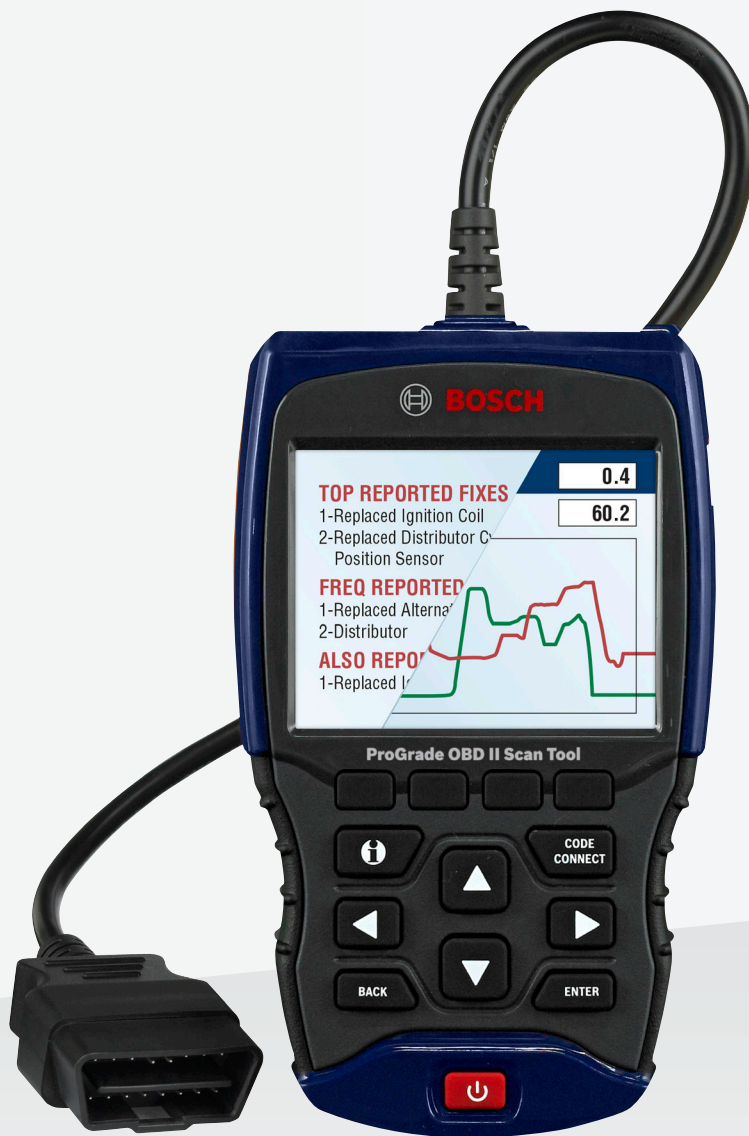 BOSCH
TOP REPORTED FIXES
1-Replaced Ignition Coil
2-Replaced Distributor
Position Sensor
FREQ REPORTED
1-Replaced
2-Distributor
ALSO
1-Replaced
0.4
60.2
ProGrade OBD II Scan Tool
CODE
CONNECT
BACK
ENTER